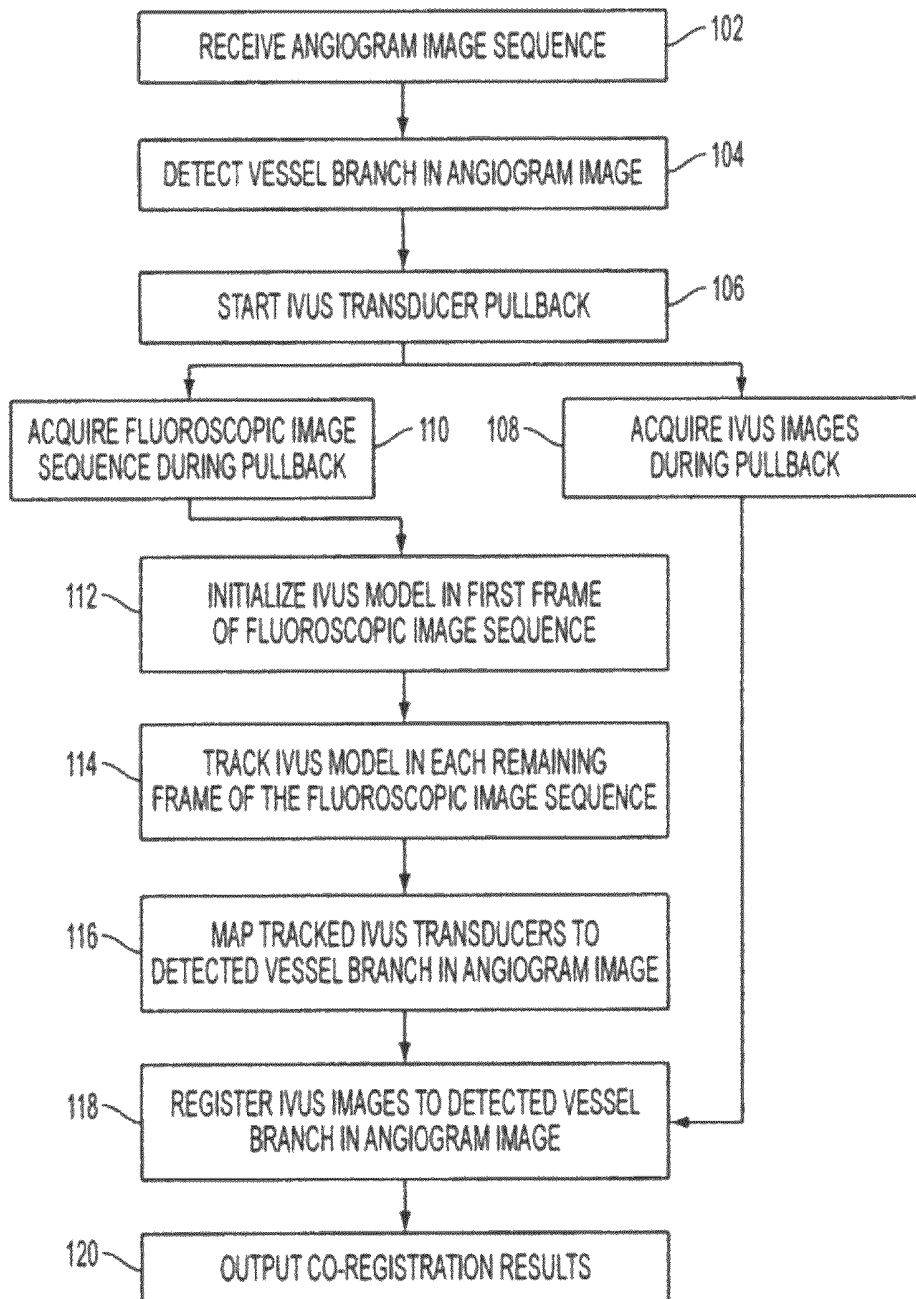 RECEIVE ANGIOGRAM IMAGE SEQUENCE
102
DETECT VESSEL BRANCH IN ANGIOGRAM IMAGE
104
START IVUS TRANSDUCER PULLBACK
106
ACQUIRE FLUOROSCOPIC IMAGE
SEQUENCE DURING PULLBACK
110
108
ACQUIRE IVUS IMAGES
DURING PULLBACK
112
INITIALIZE IVUS MODEL IN FIRST FRAME
OF FLUOROSCOPIC IMAGE SEQUENCE
114
TRACK IVUS MODEL IN EACH REMAINING
FRAME OF THE FLUOROSCOPIC IMAGE SEQUENCE
116
MAP TRACKED IVUS TRANSDUCERS TO
DETECTED VESSEL BRANCH IN ANGIOGRAM IMAGE
118
REGISTER IVUS IMAGES TO DETECTED VESSEL
BRANCH IN ANGIOGRAM IMAGE
120
OUTPUT CO-REGISTRATION RESULTS